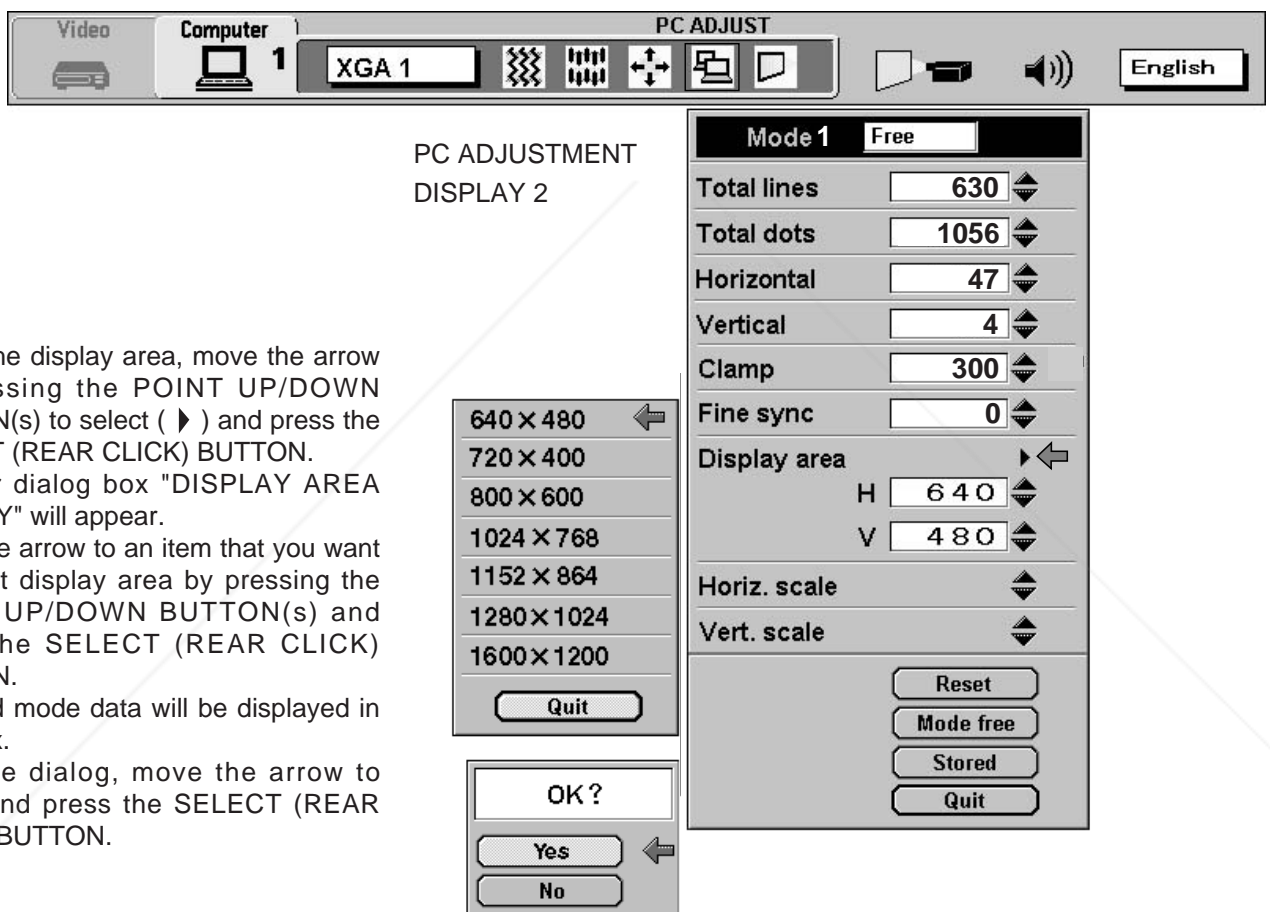 Video
Computer
1
PC ADJUST
XGA 1
English
PC ADJUSTMENT
DISPLAY 2
he display area, move the arrow
ssing the POINT UP/DOWN
N(s) to select ( ) and press the
T (REAR CLICK) BUTTON.
r dialog box "DISPLAY AREA
Y" will appear.
e arrow to an item that you want
t display area by pressing the
UP/DOWN BUTTON(s) and
he SELECT (REAR CLICK)
N.
d mode data will be displayed in
x.
e dialog, move the arrow to
nd press the SELECT (REAR
BUTTON.
640×480
720×400
800×600
1024×768
1152×864
1280×1024
1600×1200
Quit
OK?
Yes
No
Mode 1 Free
Total lines 630
Total dots 1056
Horizontal 47
Vertical 4
Clamp 300
Fine sync 0
Display area
H 640
V 480
Horiz. scale
Vert. scale
Reset
Mode free
Stored
Quit